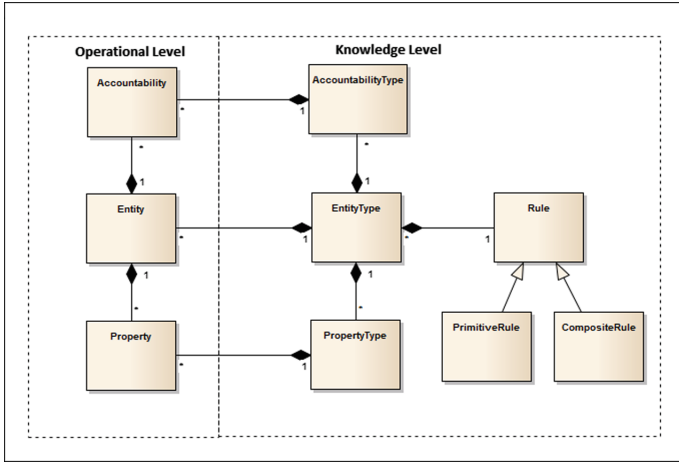 Operational Level
Knowledge Level
Accountability
AccountabilityType
*
1
*
1
*
1
Entity
EntityType
Rule
*
1
*
1
1
*
1
*
Property
PropertyType
PrimitiveRule
CompositeRule
*
1